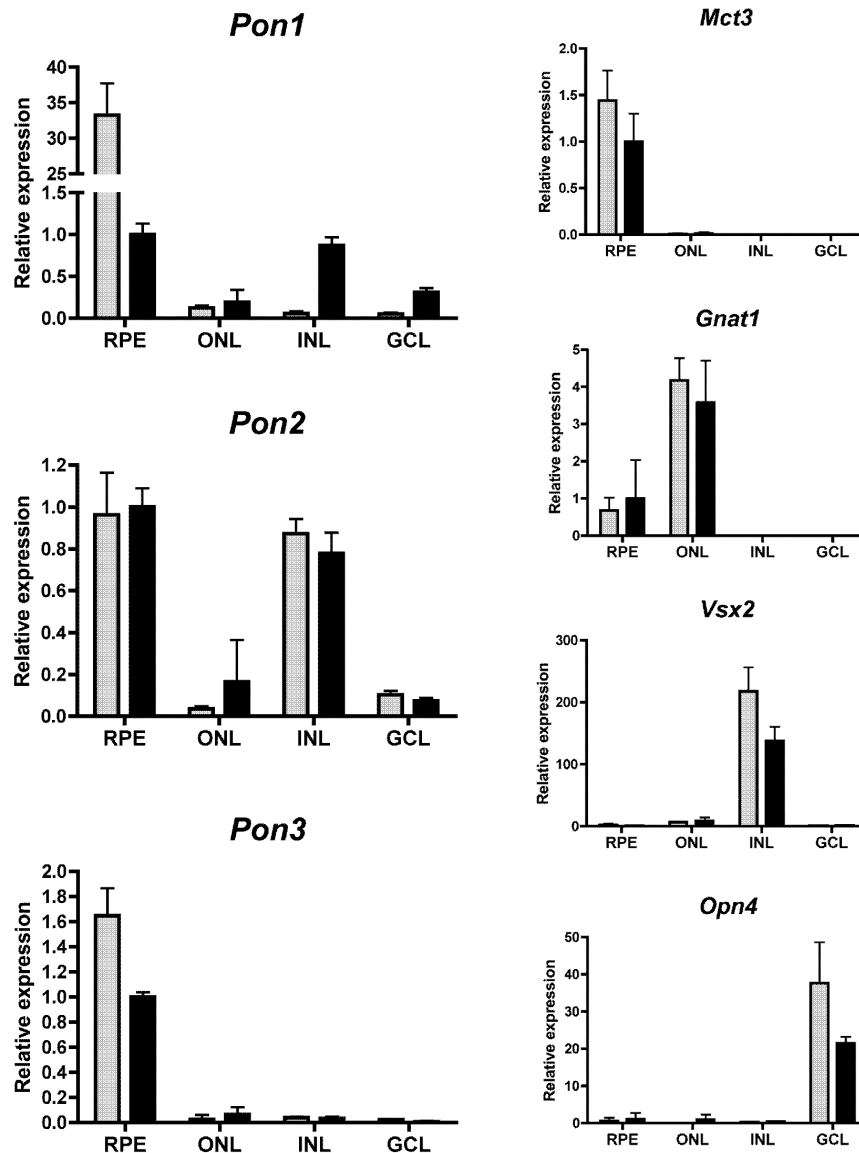 Pon1
Relative expression
40
35
30
25
1.5
1.0
0.5
0.0
RPE ONL INL GCL
Pon2
Relative expression
1.2
1.0
0.8
0.6
0.4
0.2
0.0
RPE ONL INL GCL
Pon3
Relative expression
2.0
1.8
1.6
1.4
1.2
1.0
0.8
0.6
0.4
0.2
0.0
RPE ONL INL GCL
Mct3
Relative expression
2.0
1.5
1.0
0.5
0.0
RPE ONL INL GCL
Gnat1
Relative expression
5
4
3
2
1
0
RPE ONL INL GCL
Vsx2
Relative expression
300
200
100
0
RPE ONL INL GCL
Opn4
Relative expression
50
40
30
20
10
0
RPE ONL INL GCL